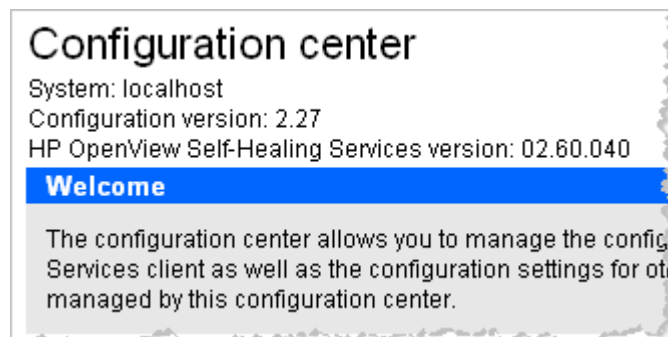 Configuration center
System: localhost
Configuration version: 2.27
HP OpenView Self-Healing Services version: 02.60.040
Welcome
The configuration center allows you to manage the
Services client as well as the configuration settings for
managed by this configuration center.